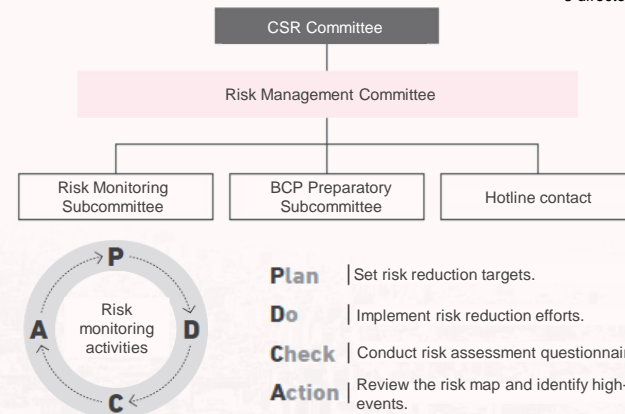 CSR Committee
Risk Management Committee
Risk Monitoring
Subcommittee
BCP Preparatory
Subcommittee
Hotline contact
P
A
Risk
monitoring
activities
D
C
Plan
Set risk reduction targets.
Do
Implement risk reduction efforts.
Check
Conduct risk assessment
Action
Review the risk map and identify high-
events.